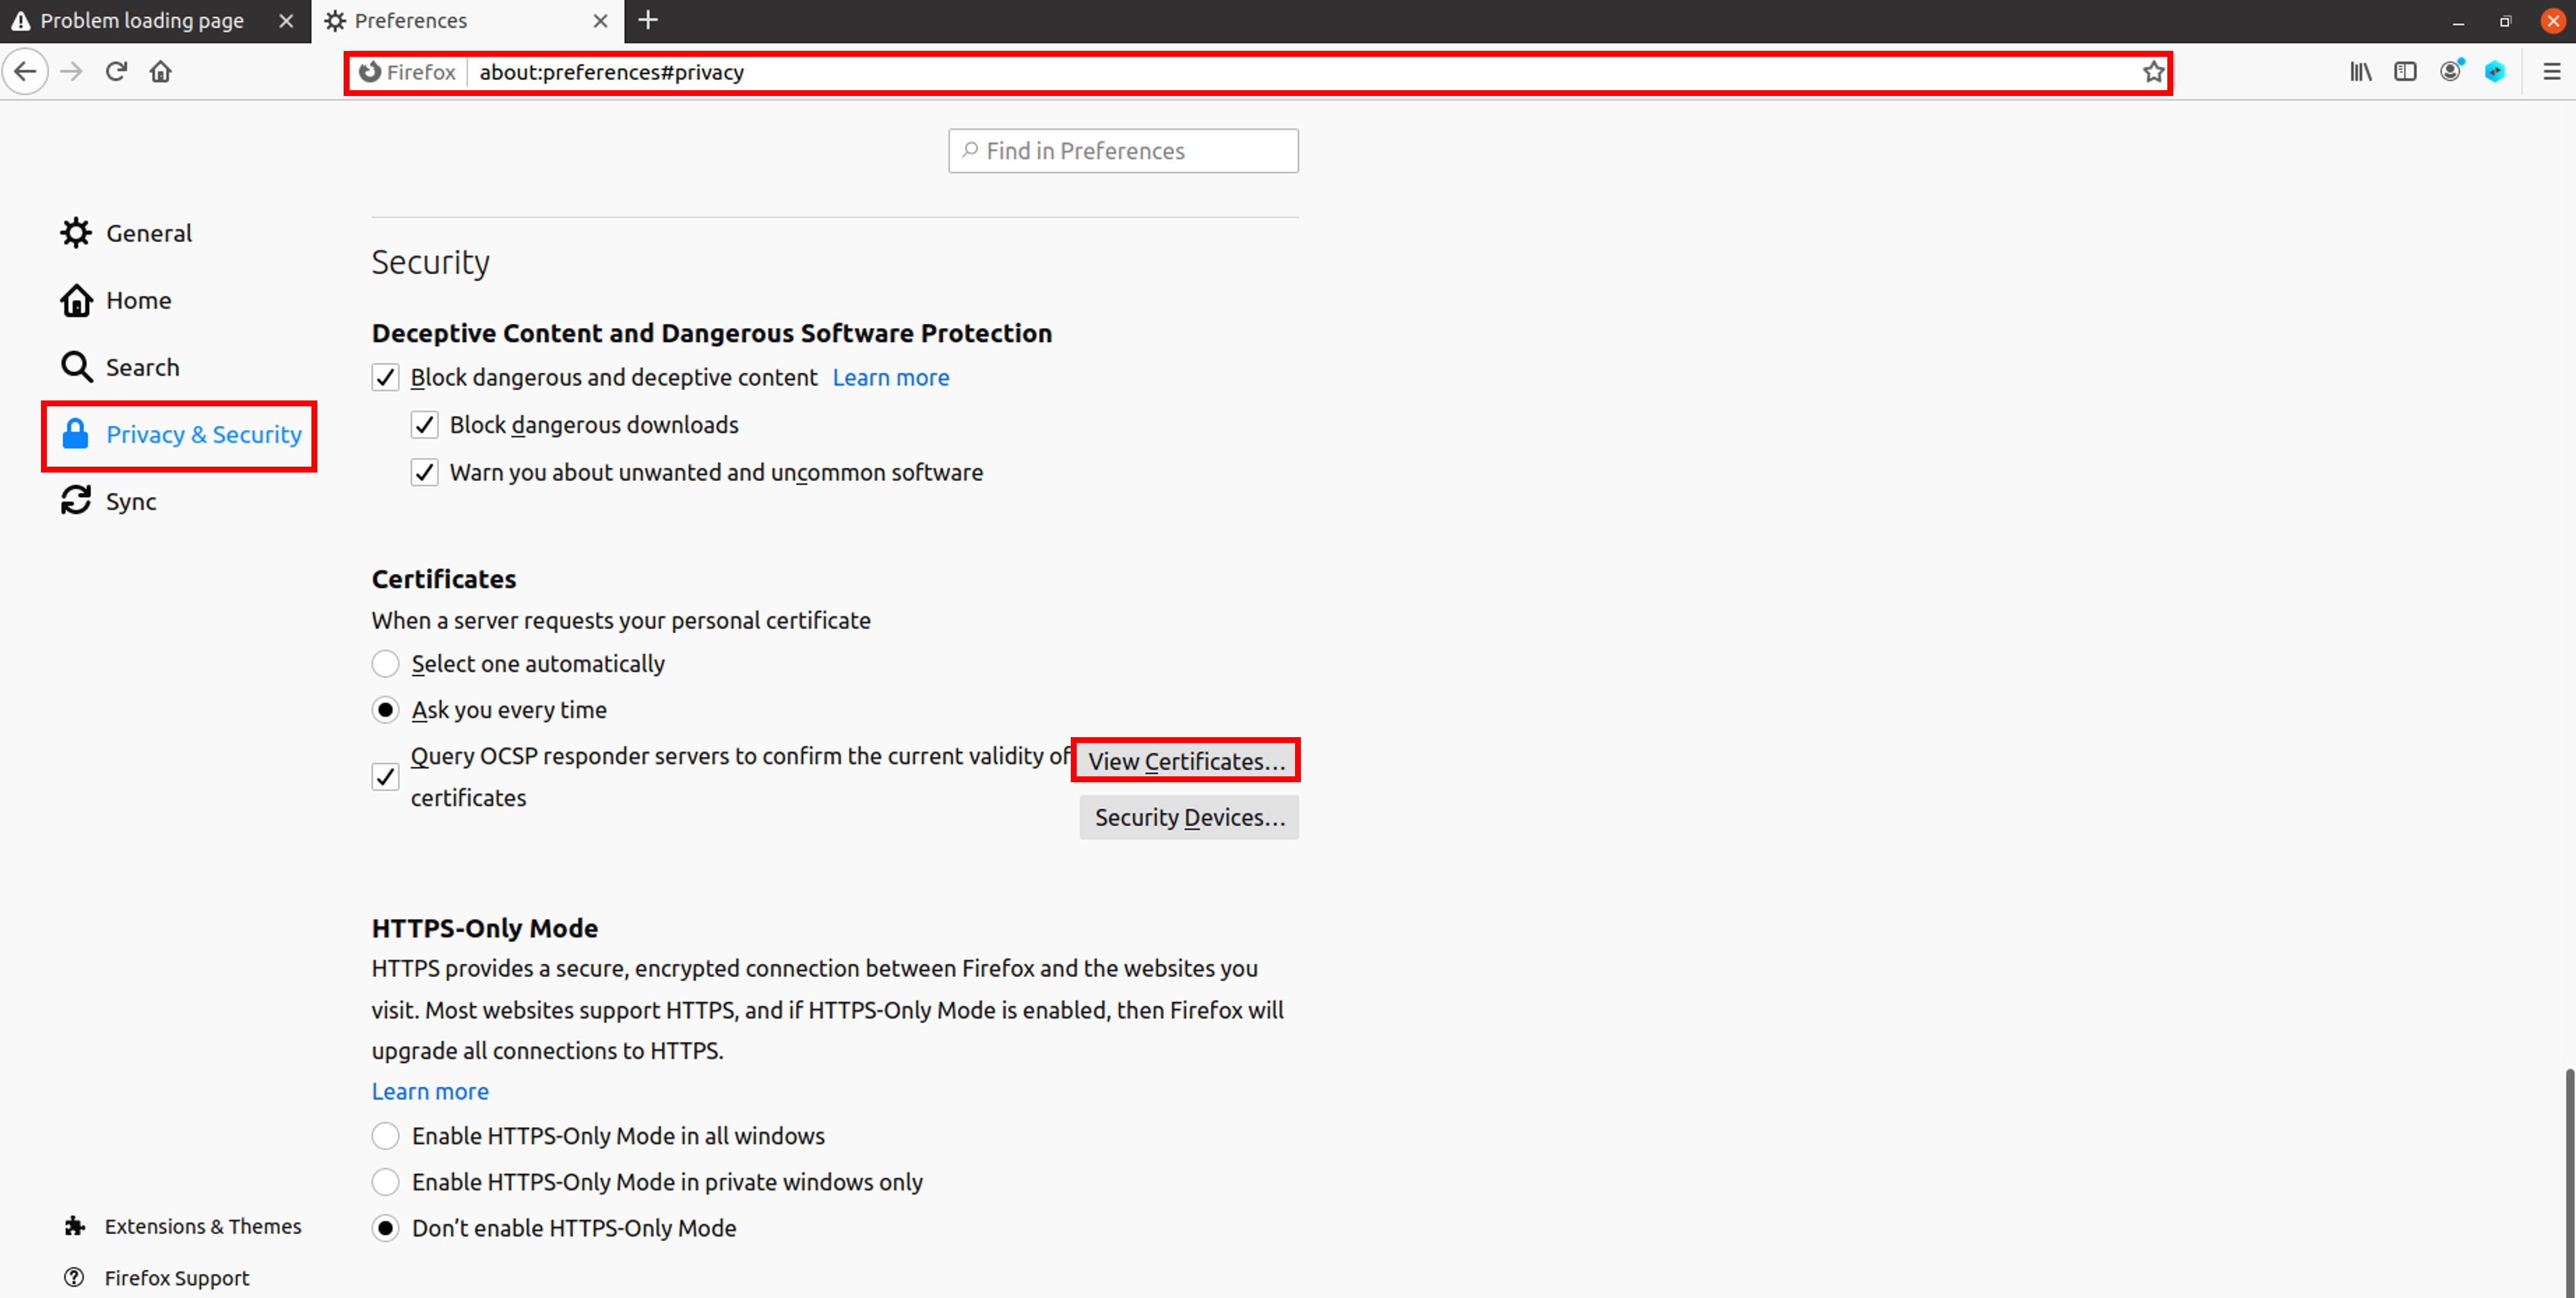 Problem loading page
Preferences
Firefox
about:preferences#privacy
Find in Preferences
General
Home
Search
Privacy & Security
Sync
Extensions & Themes
Firefox Support
Security
Deceptive Content and Dangerous Software Protection
Block dangerous and deceptive content Learn more
Block dangerous downloads
Warn you about unwanted and uncommon software
Certificates
When a server requests your personal certificate
Select one automatically
Ask you every time
Query OCSP responder servers to confirm the current validity of
certificates
View Certificates...
Security Devices...
HTTPS-Only Mode
HTTPS provides a secure, encrypted connection between Firefox and the websites you
visit. Most websites support HTTPS, and if HTTPS-Only Mode is enabled, then Firefox will
upgrade all connections to HTTPS.
Learn more
Enable HTTPS-Only Mode in all windows
Enable HTTPS-Only Mode in private windows only
Don’t enable HTTPS-Only Mode